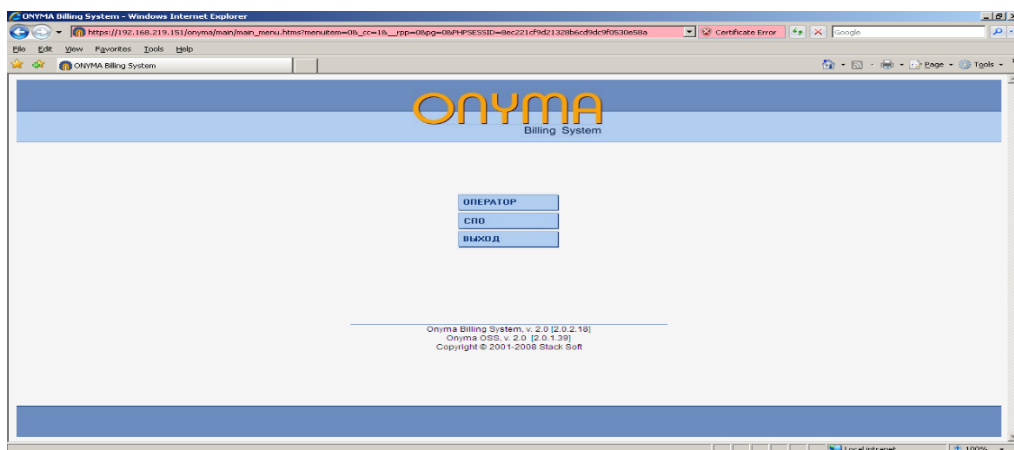 ONYMA Billing System - Windows Internet Explorer
https://192.168.219.151/onyma/main/main_menu.htms?menuitem=0&_cc=1&__rpp=0&pg=0&PHPSESSID=8ec221cf9d21328b6cd9dc9f0530e58a Certificate Error Google
File Edit View Favorites Tools Help
ONYMA Billing System Page Tools
ONYMA
Billing System
ОПЕРАТОР
СПО
ВЫХОД
Onyma Billing System, v. 2.0 [2.0.2.18]
Onyma OSS, v. 2.0 [2.0.1.39]
Copyright © 2001-2008 Stack Soft
Local intranet 100%